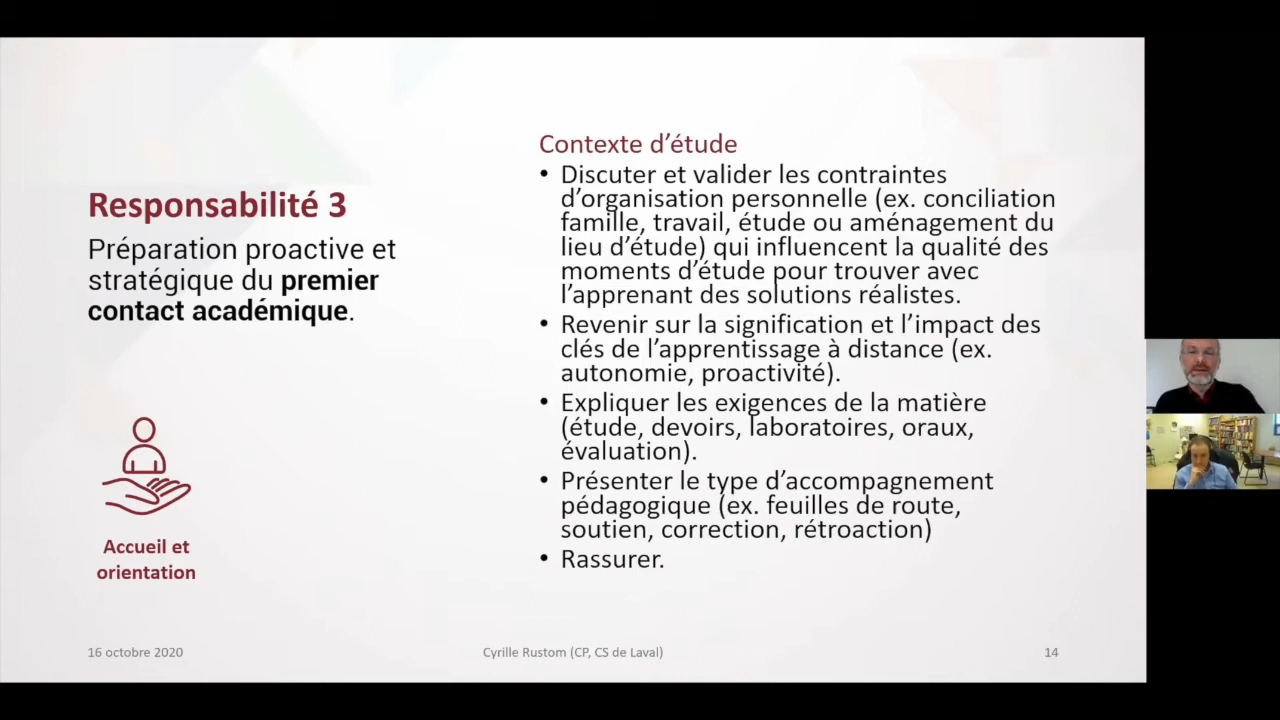 Responsabilité 3
Préparation proactive et
stratégique du premier
contact académique.
Accueil et
orientation
Contexte d’étude
• Discuter et valider les contraintes
d’organisation personnelle (ex. conciliation
famille, travail, étude ou aménagement du
lieu d’étude) qui influencent la qualité des
moments d’étude pour trouver avec
l’apprenant des solutions réalistes.
• Revenir sur la signification et l’impact des
clés de l’apprentissage à distance (ex.
autonomie, proactivité).
• Expliquer les exigences de la matière
(étude, devoirs, laboratoires, oraux,
évaluation).
• Présenter le type d’accompagnement
pédagogique (ex. feuilles de route,
soutien, correction, rétroaction)
• Rassurer.
16 octobre 2020
Cyrille Rustom (CP, CS de Laval)
14